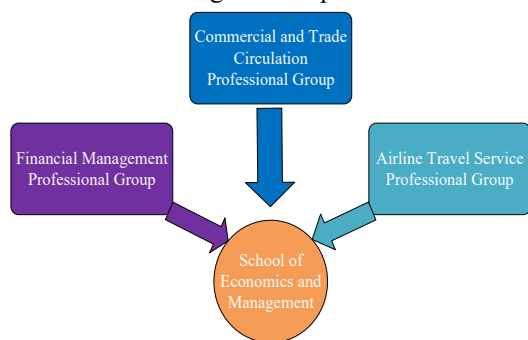 Commercial and Trade
Circulation
Professional Group
Financial Management
Professional Group
Airline Travel Service
Professional Group
School of
Economics and
Management